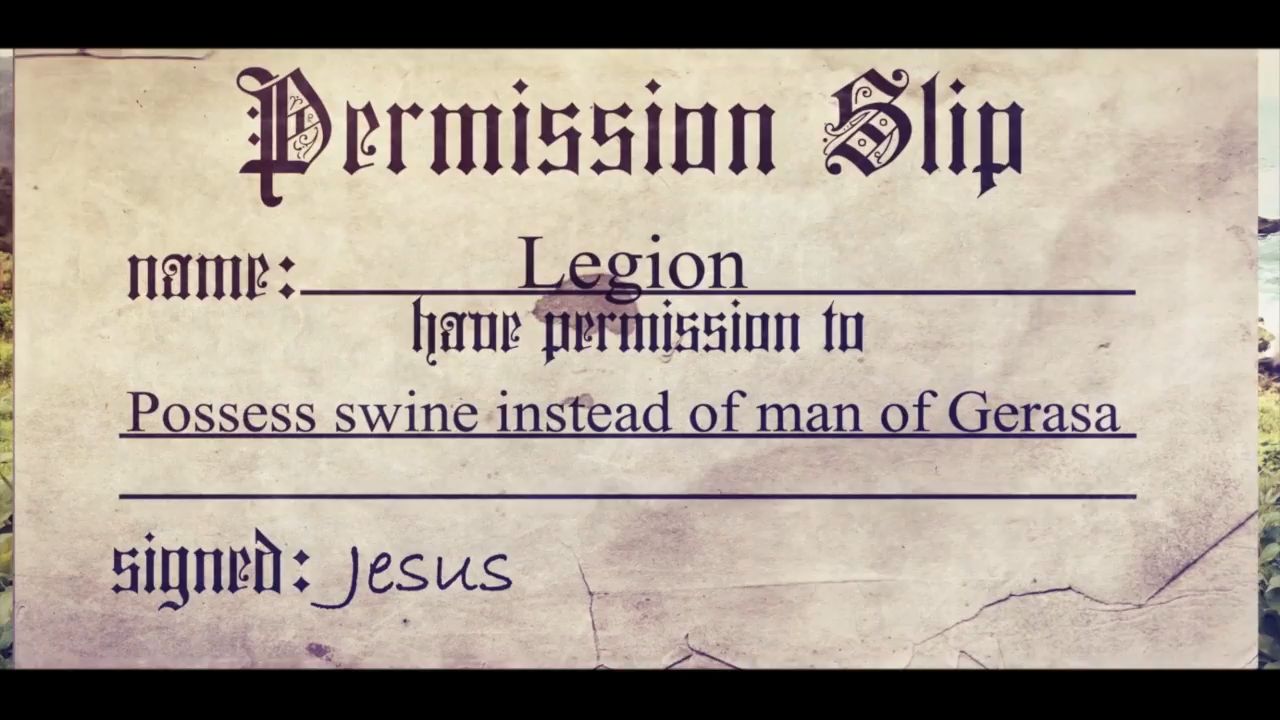 Permission Slip
name: Legion
have permission to
Possess swine instead of man of Gerasa
signed: Jesus